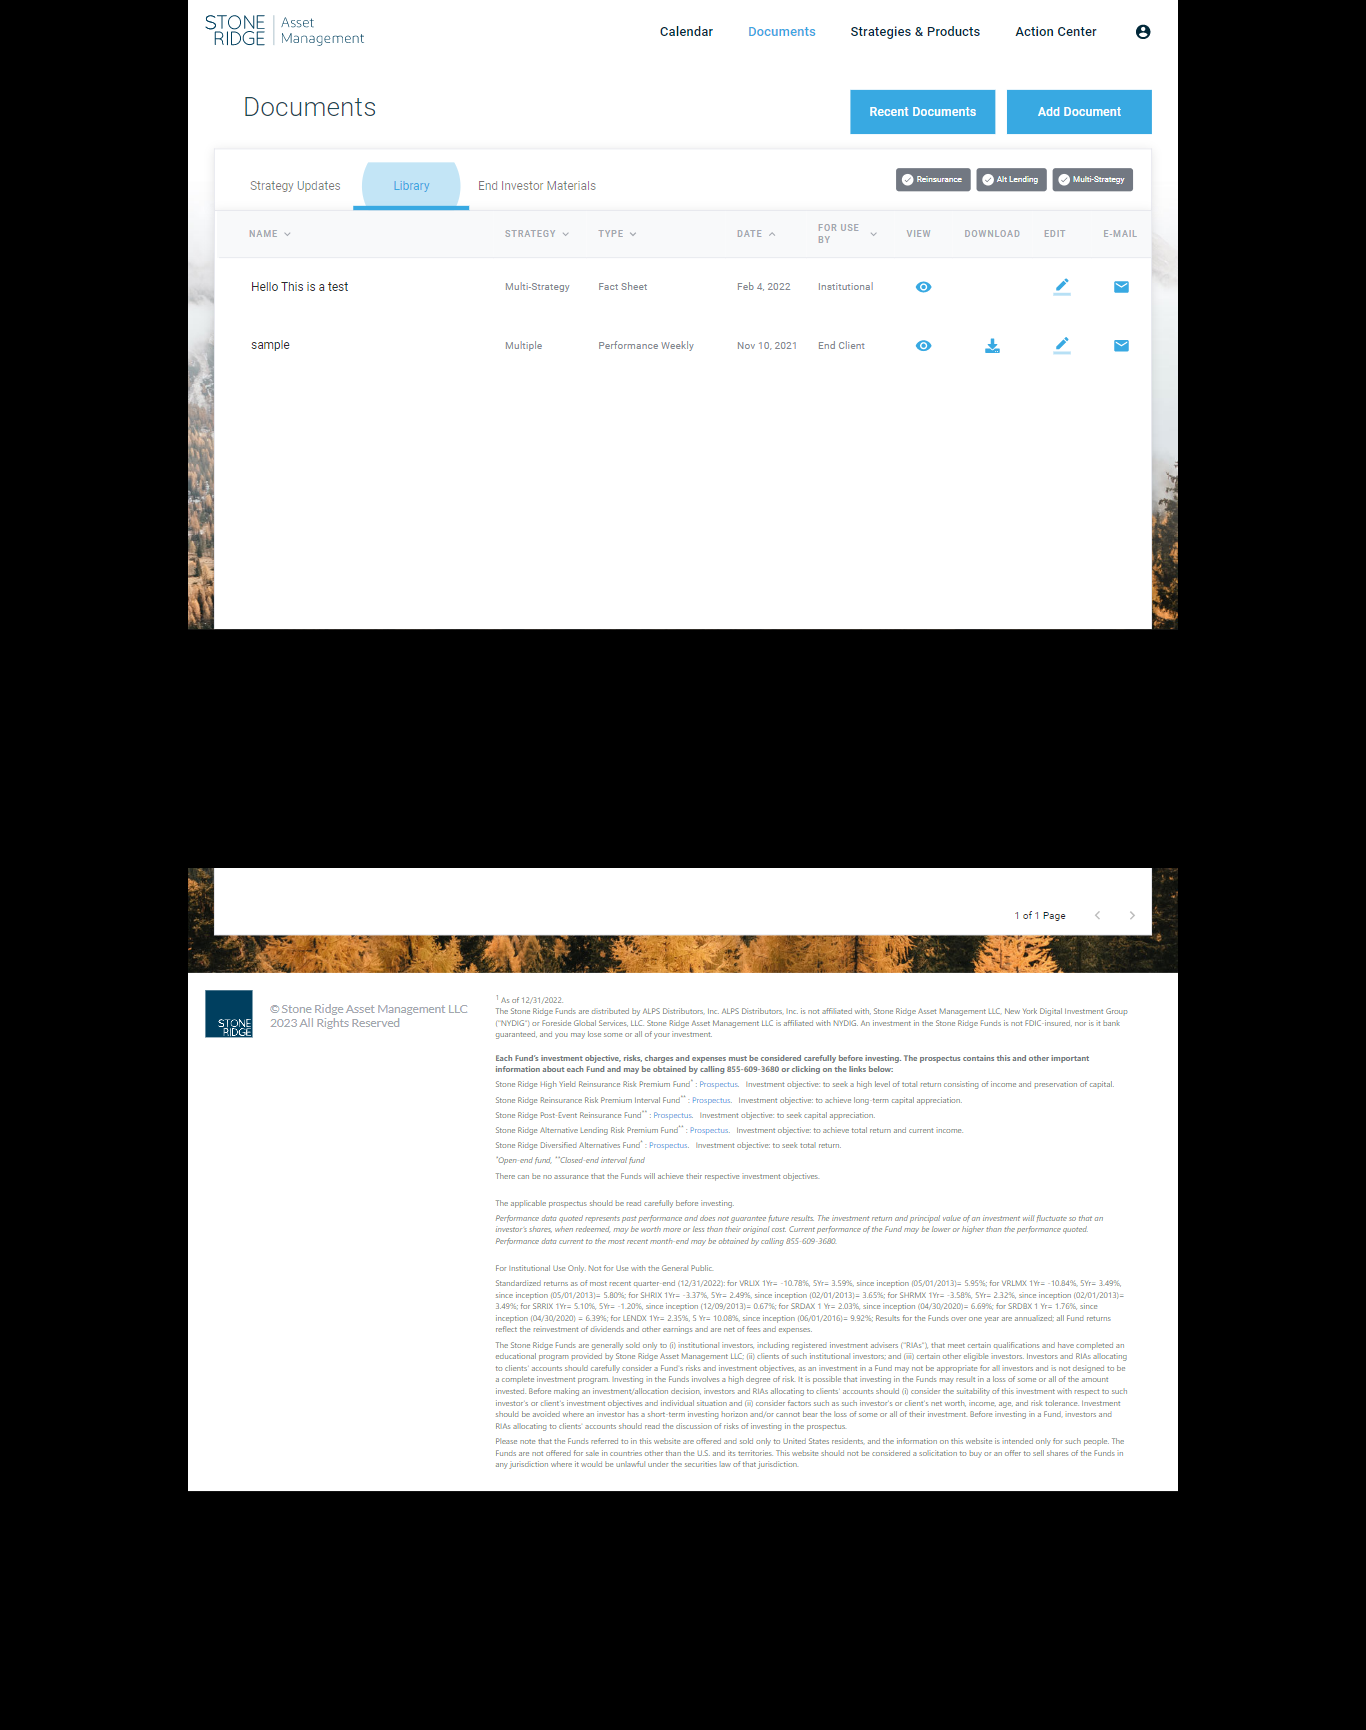 STONE RIDGE Asset Management
Calendar Documents Strategies & Products Action Center
Documents
Recent Documents Add Document
Strategy Updates Library End Investor Materials
Reinsurance Alt Lending Multi-Strategy
NAME STRATEGY TYPE DATE FOR USE BY VIEW DOWNLOAD EDIT E-MAIL
Hello This is a test Multi-Strategy Fact Sheet Feb 4, 2022 Institutional
sample Multiple Performance Weekly Nov 10, 2021 End Client
1 of 1 Page
STONE RIDGE
© Stone Ridge Asset Management LLC
2023 All Rights Reserved
1 As of 12/31/2022.
The Stone Ridge Funds are distributed by ALPS Distributors, Inc. ALPS Distributors, Inc. is not affiliated with, Stone Ridge Asset Management LLC, New York Digital Investment Group
("NYDIG") or Foreside Global Services, LLC. Stone Ridge Asset Management LLC is affiliated with NYDIG. An investment in the Stone Ridge Funds is not FDIC-insured, nor is it bank
guaranteed, and you may lose some or all of your investment.
Each Fund's investment objective, risks, charges and expenses must be considered carefully before investing. The prospectus contains this and other important
information about each Fund and may be obtained by calling 855-609-3680 or clicking on the links below:
Stone Ridge High Yield Reinsurance Risk Premium Fund* : Prospectus. Investment objective: to seek a high level of total return consisting of income and preservation of capital.
Stone Ridge Reinsurance Risk Premium Interval Fund** : Prospectus. Investment objective: to achieve long-term capital appreciation.
Stone Ridge Post-Event Reinsurance Fund** : Prospectus. Investment objective: to seek capital appreciation.
Stone Ridge Alternative Lending Risk Premium Fund** : Prospectus. Investment objective: to achieve total return and current income.
Stone Ridge Diversified Alternatives Fund* : Prospectus. Investment objective: to seek total return.
*Open-end fund, **Closed-end interval fund
There can be no assurance that the Funds will achieve their respective investment objectives.
The applicable prospectus should be read carefully before investing.
Performance data quoted represents past performance and does not guarantee future results. The investment return and principal value of an investment will fluctuate so that an
investor's shares, when redeemed, may be worth more or less than their original cost. Current performance of the Fund may be lower or higher than the performance quoted.
Performance data current to the most recent month-end may be obtained by calling 855-609-3680.
For Institutional Use Only. Not for Use with the General Public.
Standardized returns as of most recent quarter-end (12/31/2022): for VRLIX 1Yr= -10.78%, 5Yr= 3.59%, since inception (05/01/2013)= 5.95%; for VRLMX 1Yr= -10.84%, 5Yr= 3.49%,
since inception (05/01/2013)= 5.80%; for SHRIX 1Yr= -3.37%, 5Yr= 2.49%, since inception (02/01/2013)= 3.65%; for SHRMX 1Yr= -3.58%, 5Yr= 2.32%, since inception (02/01/2013)=
3.49%; for SRRIX 1Yr= 5.10%, 5Yr= -1.20%, since inception (12/09/2013)= 0.67%; for SRDAX 1 Yr= 2.03%, since inception (04/30/2020)= 6.69%; for SRDBX 1 Yr= 1.76%, since
inception (04/30/2020) = 6.39%; for LENDX 1Yr= 2.35%, 5 Yr= 10.08%, since inception (06/01/2016)= 9.92%; Results for the Funds over one year are annualized; all Fund returns
reflect the reinvestment of dividends and other earnings and are net of fees and expenses.
The Stone Ridge Funds are generally sold only to (i) institutional investors, including registered investment advisers ("RIAs"), that meet certain qualifications and have completed an
educational program provided by Stone Ridge Asset Management LLC; (ii) clients of such institutional investors; and (iii) certain other eligible investors. Investors and RIAs allocating
to clients' accounts should carefully consider a Fund's risks and investment objectives, as an investment in a Fund may not be appropriate for all investors and is not designed to be
a complete investment program. Investing in the Funds involves a high degree of risk. It is possible that investing in the Funds may result in a loss of some or all of the amount
invested. Before making an investment/allocation decision, investors and RIAs allocating to clients' accounts should (i) consider the suitability of this investment with respect to such
investor's or client's investment objectives and individual situation and (ii) consider factors such as such investor's or client's net worth, income, age, and risk tolerance. Investment
should be avoided where an investor has a short-term investing horizon and/or cannot bear the loss of some or all of their investment. Before investing in a Fund, investors and
RIAs allocating to clients' accounts should read the discussion of risks of investing in the prospectus.
Please note that the Funds referred to in this website are offered and sold only to United States residents, and the information on this website is intended only for such people. The
Funds are not offered for sale in countries other than the U.S. and its territories. This website should not be considered a solicitation to buy or an offer to sell shares of the Funds in
any jurisdiction where it would be unlawful under the securities law of that jurisdiction.